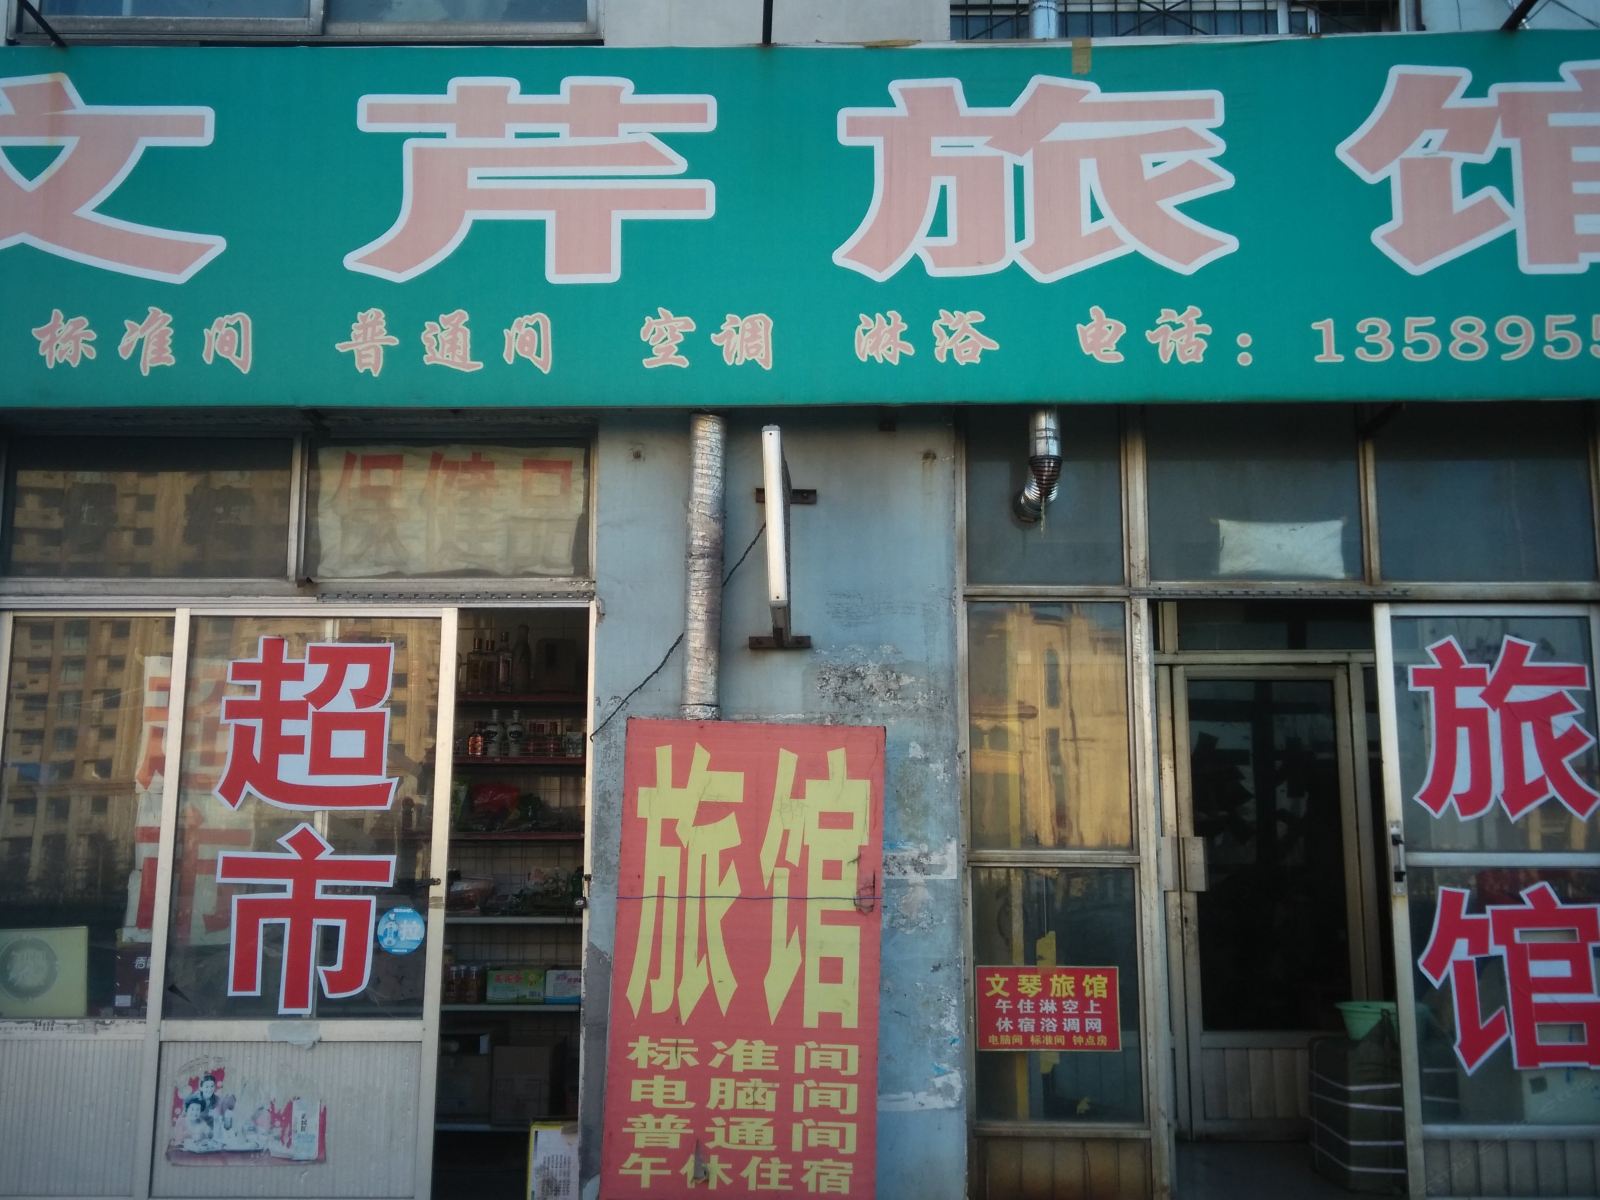 文芹旅馆
标准间 普通间 空调 淋浴 电话：1358955
保健品
超市
拉
旅馆
标准间
电脑间
普通间
午休住宿
文琴旅馆
午住淋空上
休宿浴调网
电脑间 标准间 钟点房
旅馆